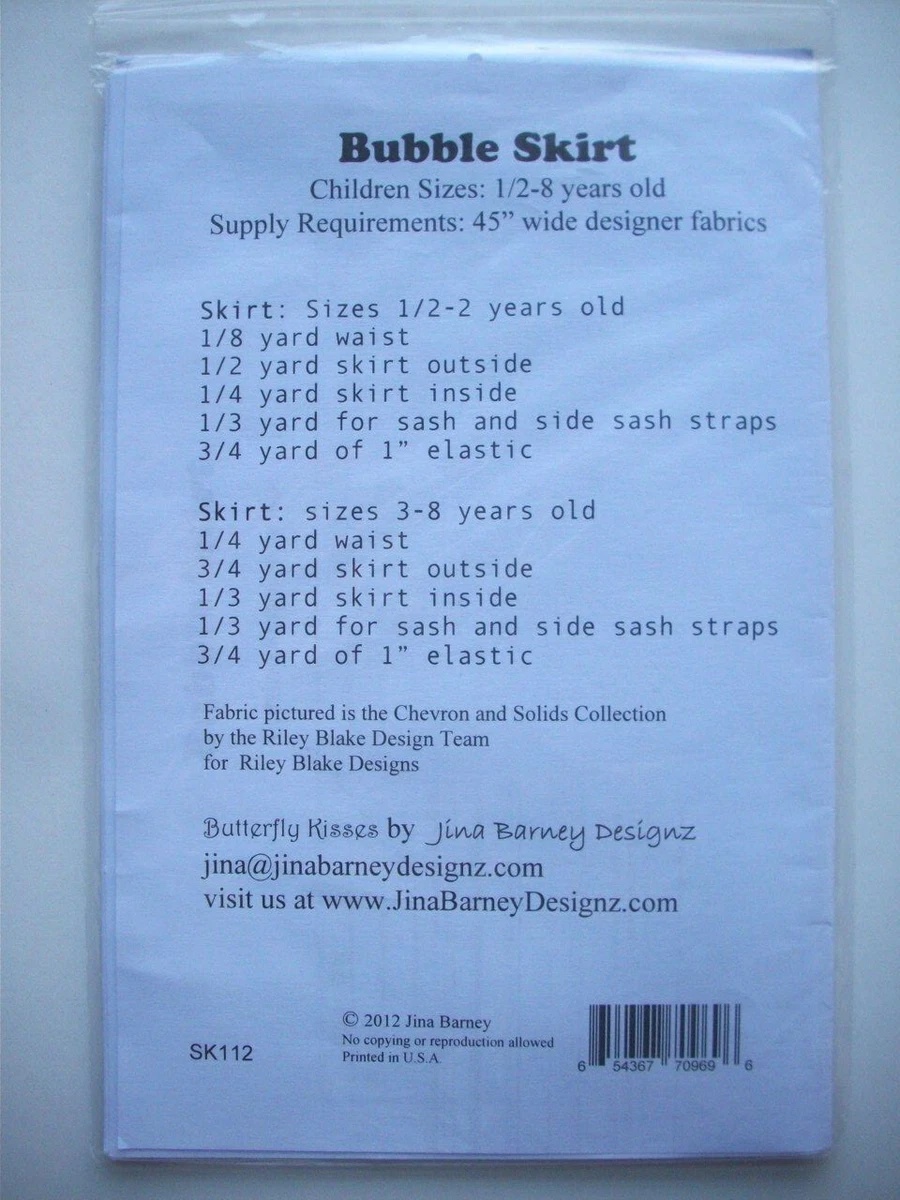 Bubble Skirt
Children Sizes: 1/2-8 years old
Supply Requirements: 45” wide designer fabrics
Skirt: Sizes 1/2-2 years old
1/8 yard waist
1/2 yard skirt outside
1/4 yard skirt inside
1/3 yard for sash and side sash straps
3/4 yard of 1” elastic
Skirt: sizes 3-8 years old
1/4 yard waist
3/4 yard skirt outside
1/3 yard skirt inside
1/3 yard for sash and side sash straps
3/4 yard of 1” elastic
Fabric pictured is the Chevron and Solids Collection
by the Riley Blake Design Team
for Riley Blake Designs
Butterfly Kisses by Jina Barney Designz
jina@jinabarneydesignz.com
visit us at www.JinaBarneyDesignz.com
SK112
© 2012 Jina Barney
No copying or reproduction allowed
Printed in U.S.A.
6 54367 70969 6